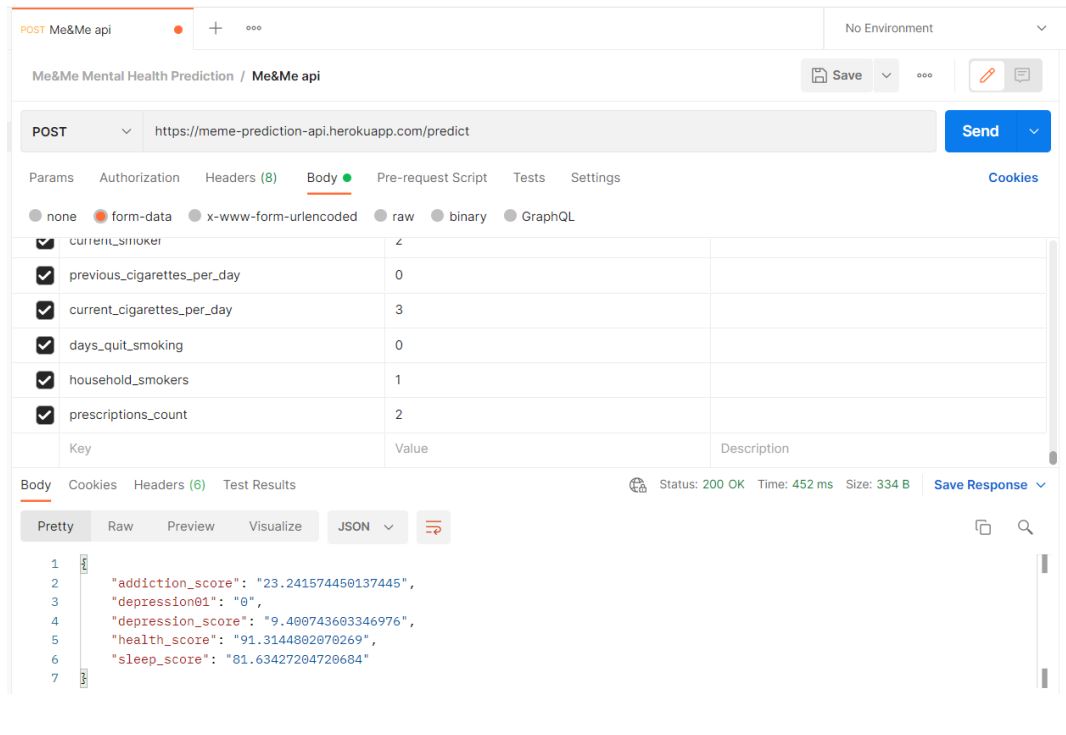 POST Me&Me api
No Environment
Me&Me Mental Health Prediction / Me&Me api
Save
POST https://meme-prediction-api.herokuapp.com/predict Send
Params Authorization Headers (8) Body Pre-request Script Tests Settings Cookies
none form-data x-www-form-urlencoded raw binary GraphQL
current_smoker 2
previous_cigarettes_per_day 0
current_cigarettes_per_day 3
days_quit_smoking 0
household_smokers 1
prescriptions_count 2
Key Value Description
Body Cookies Headers (6) Test Results Status: 200 OK Time: 452 ms Size: 334 B Save Response
Pretty Raw Preview Visualize JSON
1 {
2 "addiction_score": "23.241574450137445",
3 "depression01": "0",
4 "depression_score": "9.400743603346976",
5 "health_score": "91.3144802070269",
6 "sleep_score": "81.63427204720684"
7 }